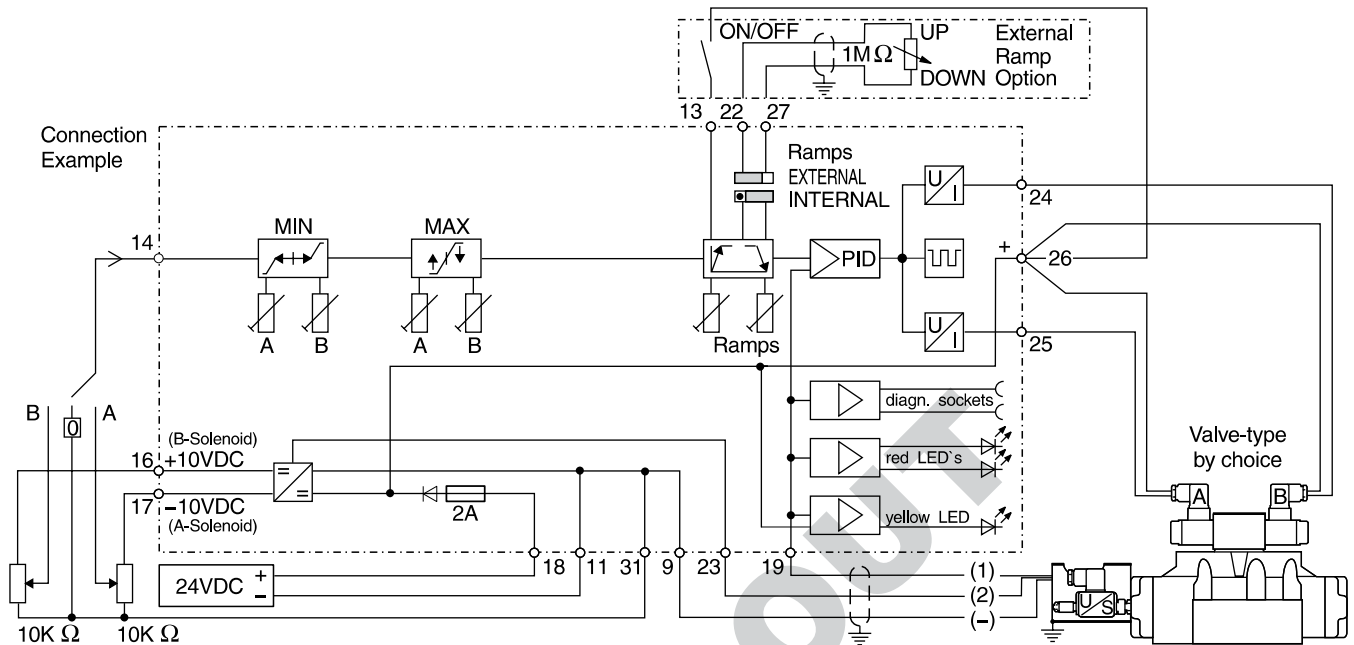 ON/OFF
UP
External
Ramp
Option
1MΩ
DOWN
13
22
27
Connection
Example
Ramps
EXTERNAL
INTERNAL
U
I
24
MIN
MAX
14
PID
+
26
A
B
A
B
Ramps
U
I
25
B
0
A
diagn. sockets
Valve-type
by choice
(B-Solenoid)
16
+10VDC
=
=
red LED`s
A
B
17
–10VDC
(A-Solenoid)
2A
yellow LED
24VDC
+
–
18
11
31
9
23
19
(1)
(2)
(–)
U
S
10K Ω
10K Ω
OUT